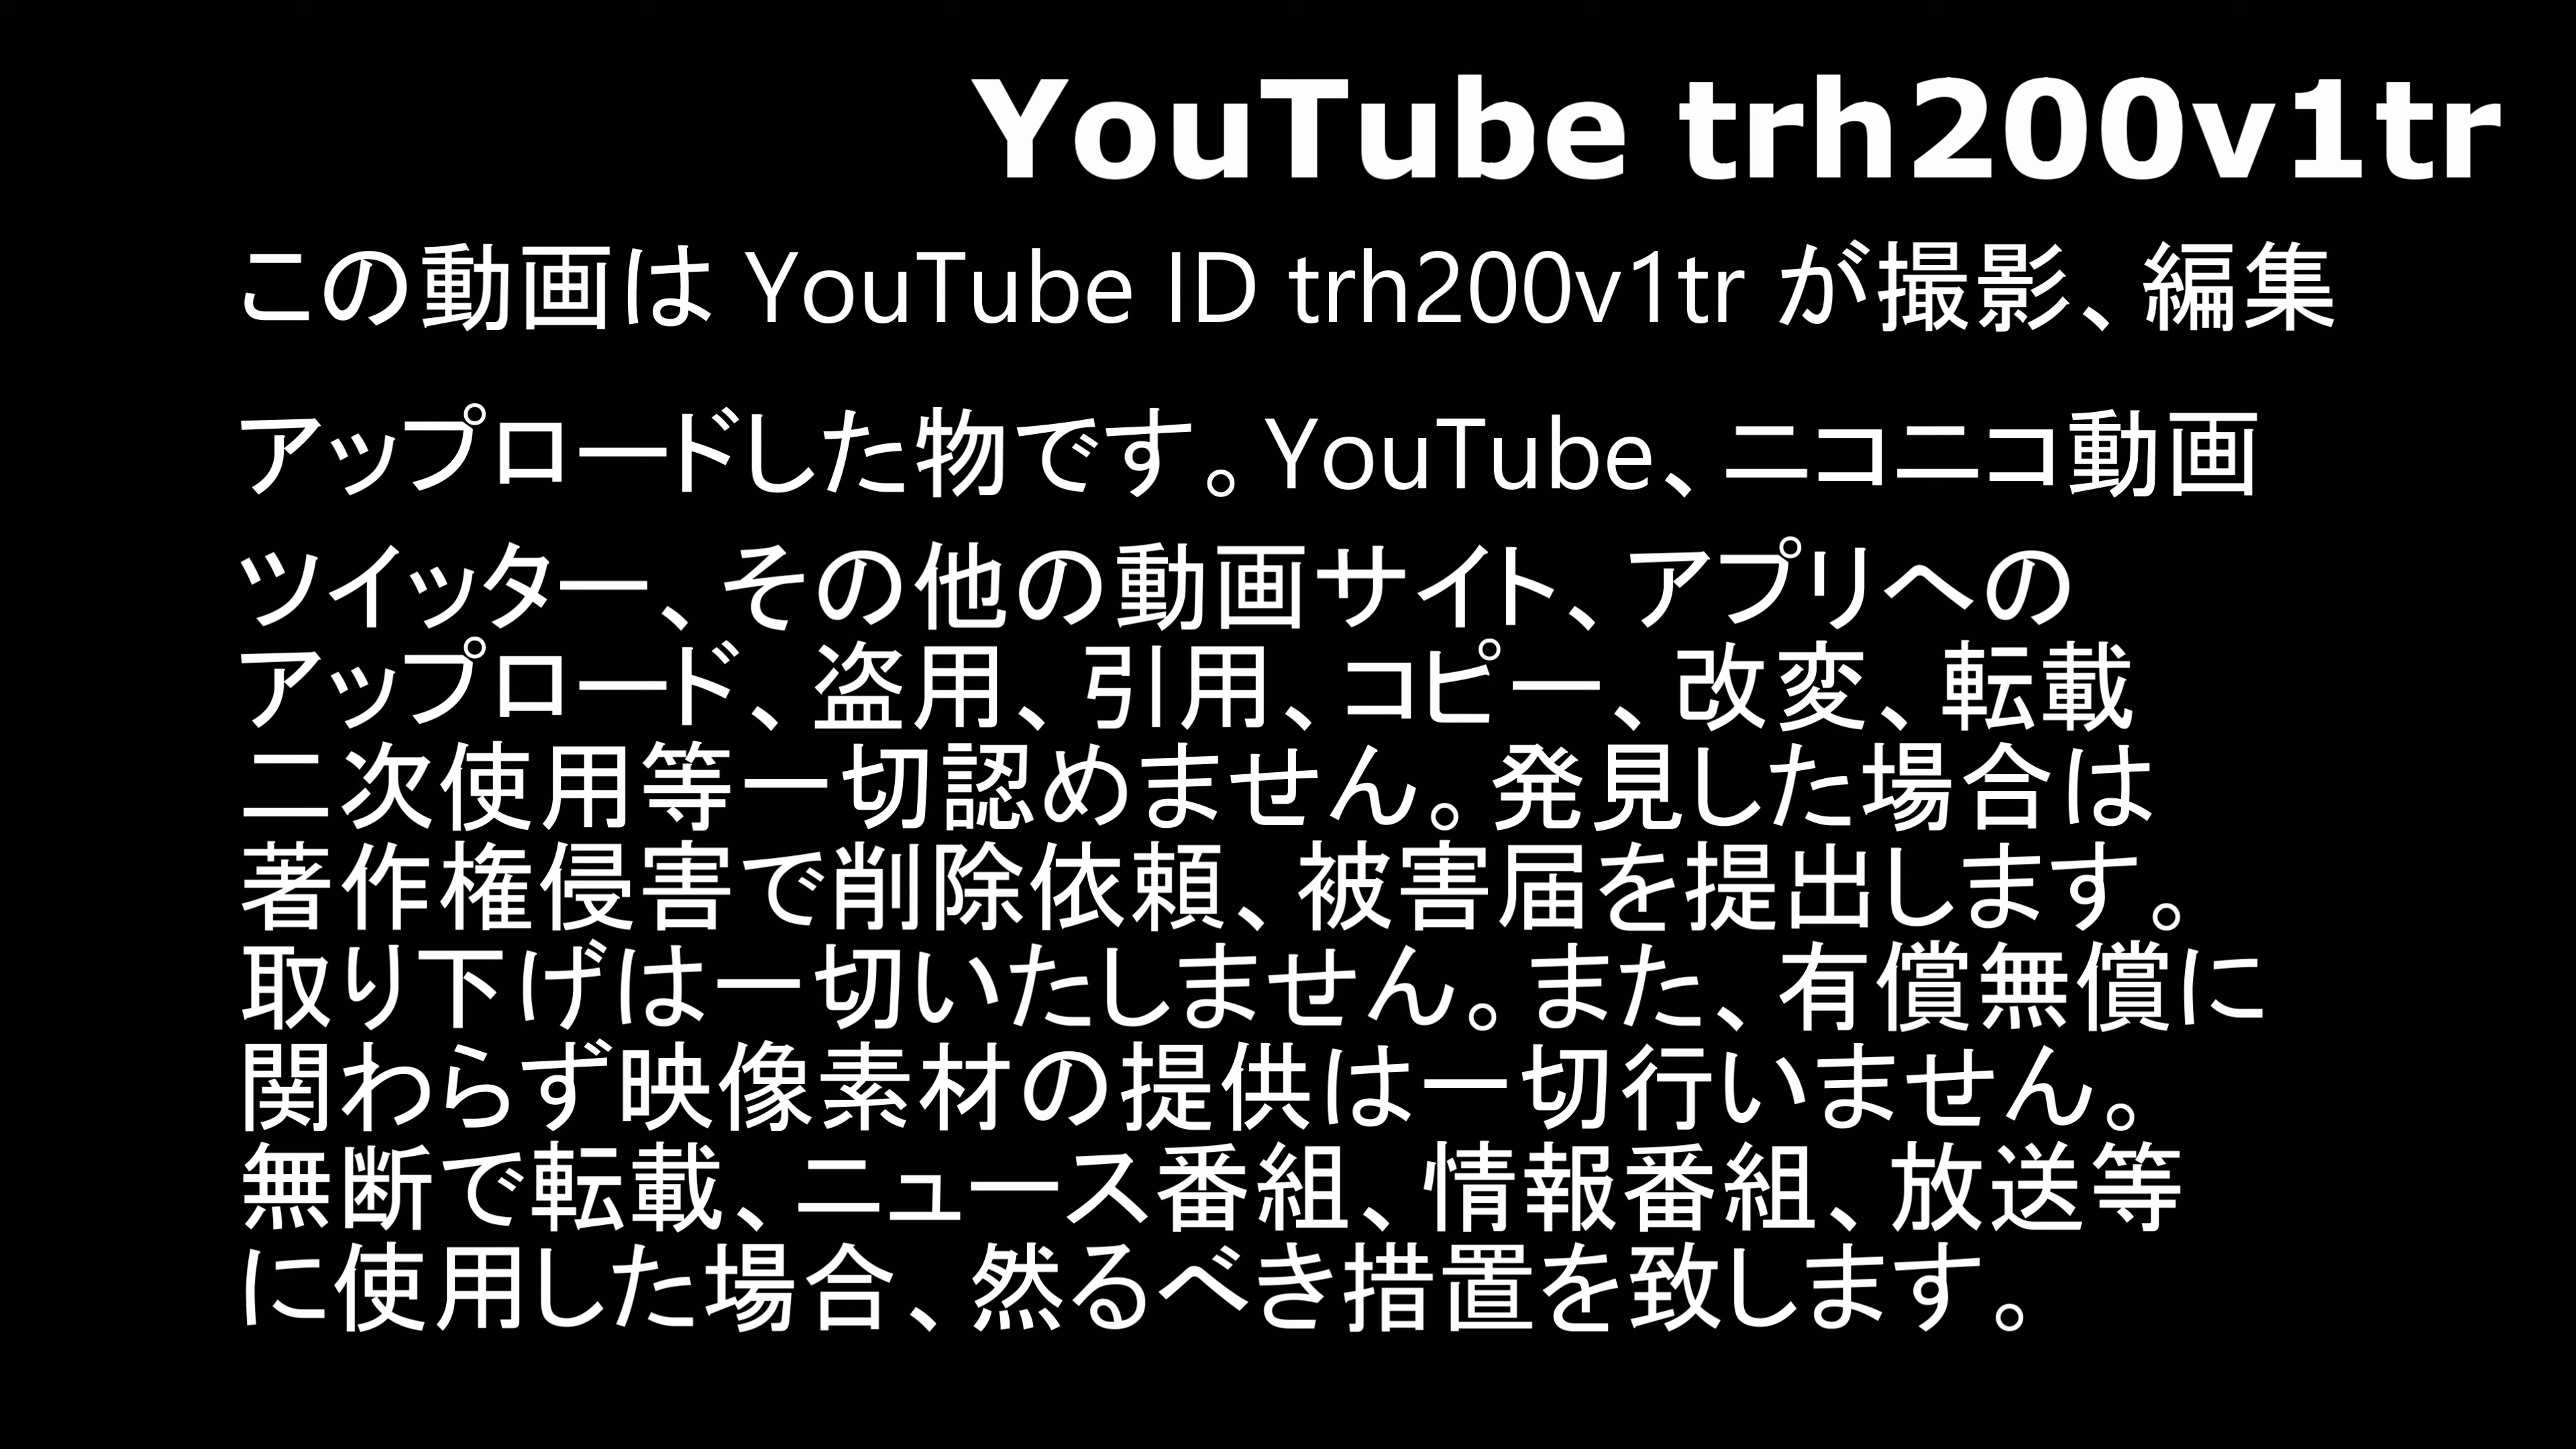 YouTube trh200v1tr
この動画は YouTube ID trh200v1tr が撮影、編集
アップロードした物です。YouTube、ニコニコ動画
ツイッター、その他の動画サイト、アプリへの
アップロード、盗用、引用、コピー、改変、転載
二次使用等一切認めません。発見した場合は
著作権侵害で削除依頼、被害届を提出します。
取り下げは一切いたしません。また、有償無償に
関わらず映像素材の提供は一切行いません。
無断で転載、ニュース番組、情報番組、放送等
に使用した場合、然るべき措置を致します。